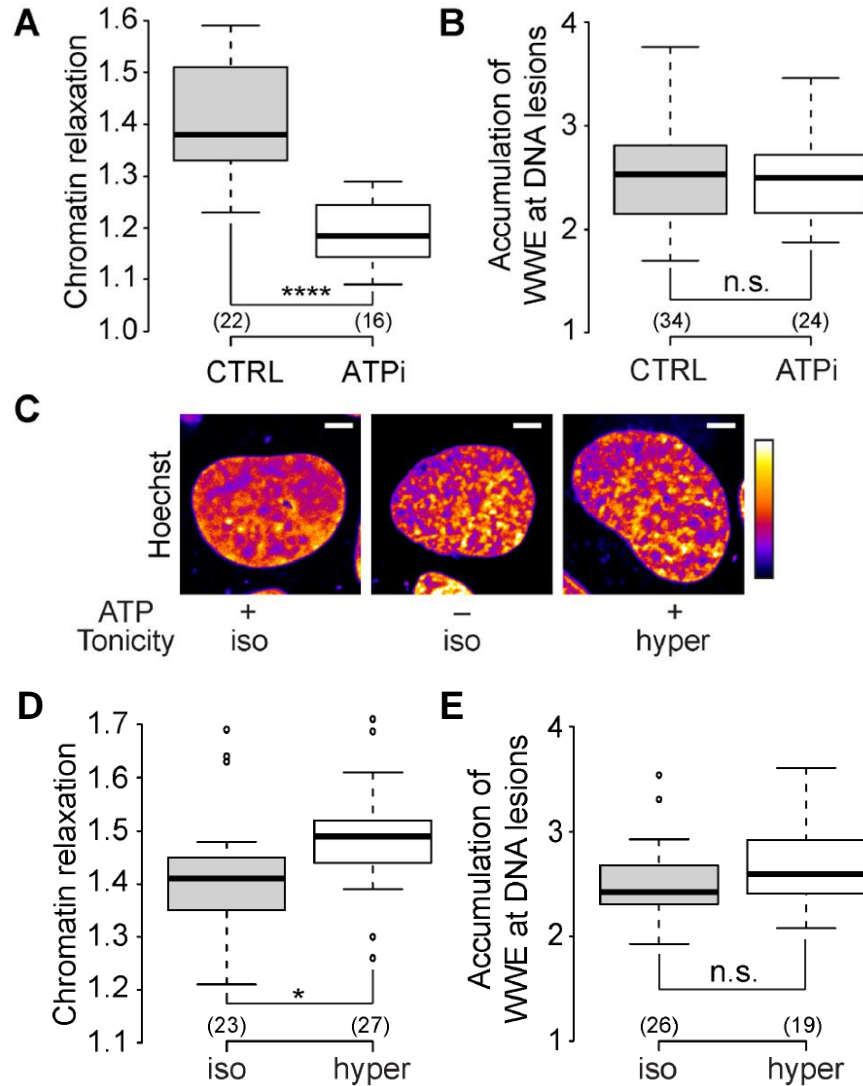 A
Chromatin relaxation
1.6
1.5
1.4
1.3
1.2
1.1
1.0
****
(22) (16)
CTRL ATPi
B
Accumulation of
WWE at DNA lesions
4
3
2
1
n.s.
(34) (24)
CTRL ATPi
C
Hoechst
ATP + – +
Tonicity iso iso hyper
D
Chromatin relaxation
1.7
1.6
1.5
1.4
1.3
1.2
1.1
*
(23) (27)
iso hyper
E
Accumulation of
WWE at DNA lesions
4
3
2
1
n.s.
(26) (19)
iso hyper